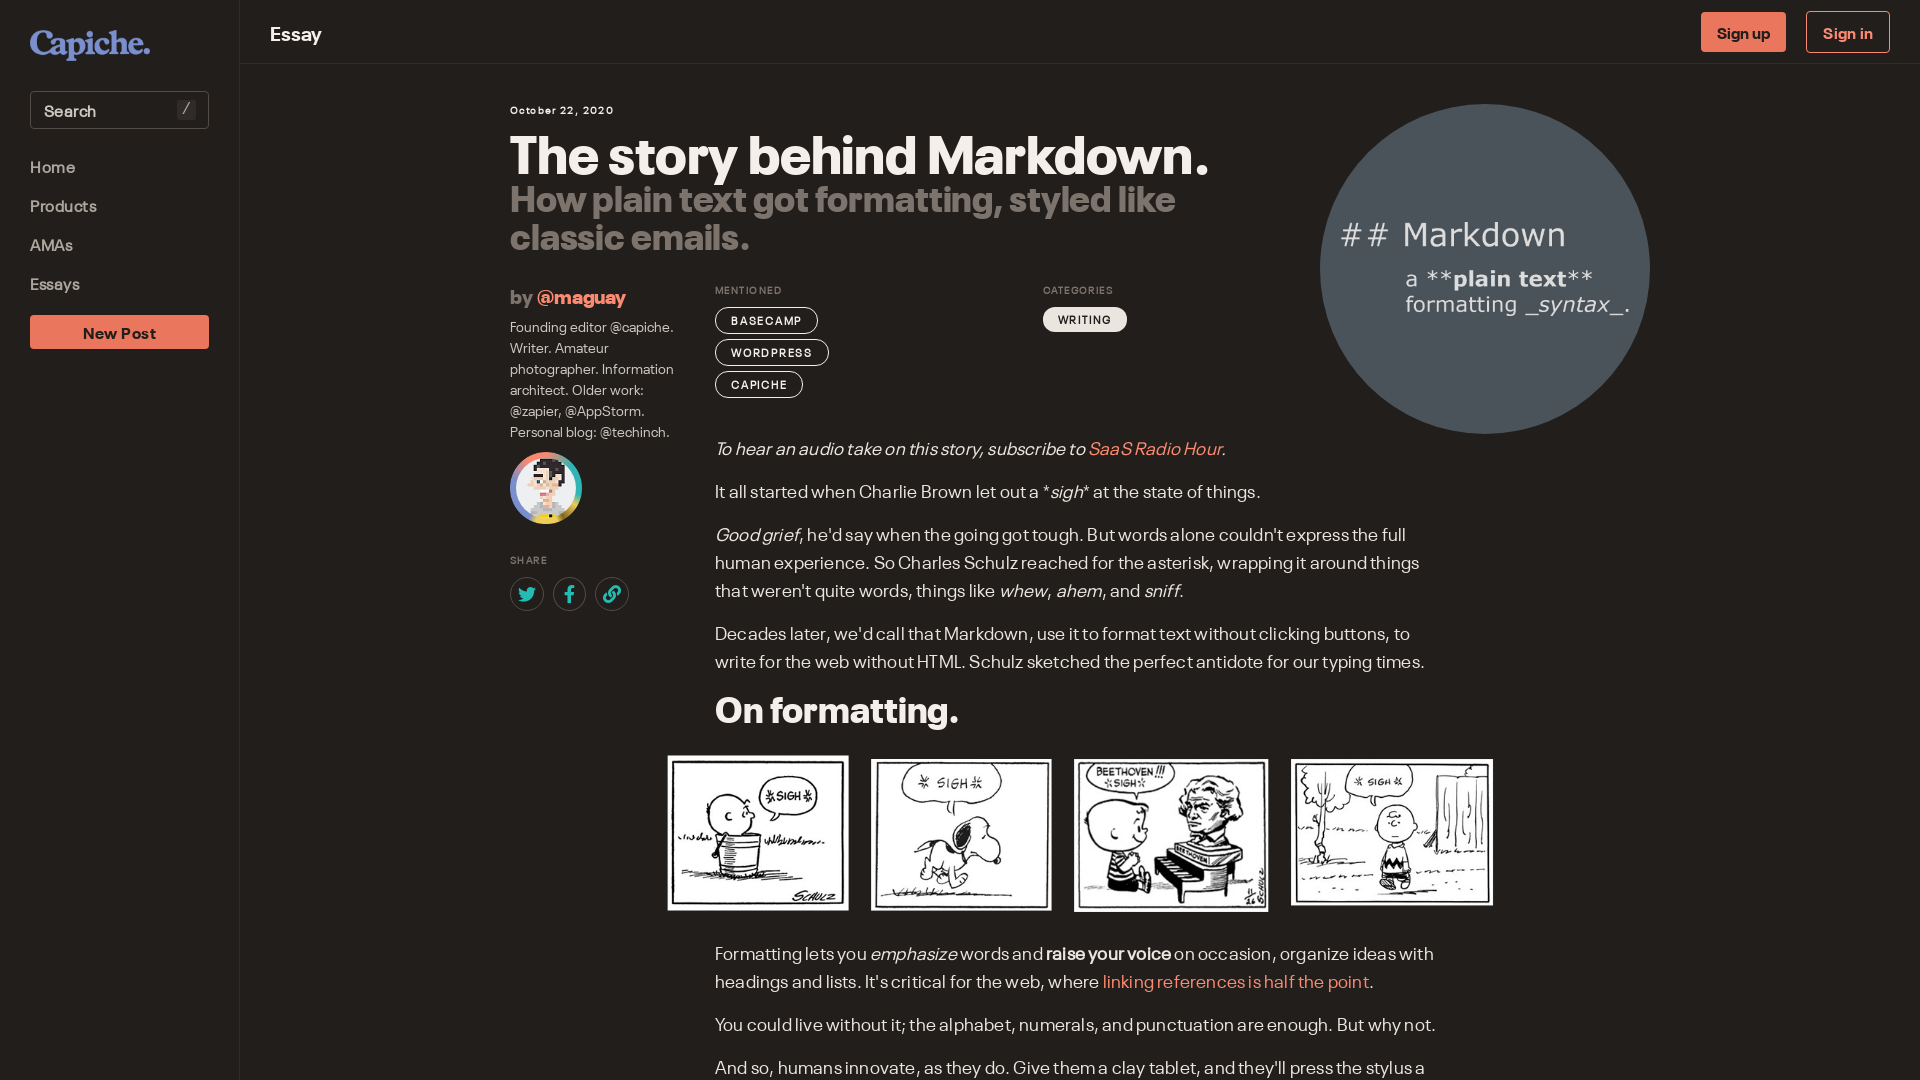 Capiche.
Search /
Home
Products
AMAs
Essays
New Post
Essay
Sign up
Sign in
October 22, 2020
The story behind Markdown.
How plain text got formatting, styled like
classic emails.
## Markdown
a **plain text**
formatting _syntax_.
by @maguay
Founding editor @capiche.
Writer. Amateur
photographer. Information
architect. Older work:
@zapier, @AppStorm.
Personal blog: @techinch.
SHARE
MENTIONED
BASECAMP
WORDPRESS
CAPICHE
CATEGORIES
WRITING
To hear an audio take on this story, subscribe to SaaS Radio Hour.
It all started when Charlie Brown let out a *sigh* at the state of things.
Good grief, he'd say when the going got tough. But words alone couldn't express the full
human experience. So Charles Schulz reached for the asterisk, wrapping it around things
that weren't quite words, things like whew, ahem, and sniff.
Decades later, we'd call that Markdown, use it to format text without clicking buttons, to
write for the web without HTML. Schulz sketched the perfect antidote for our typing times.
On formatting.
*SIGH*
SCHULZ
* SIGH *
BEETHOVEN!!!
*SIGH*
BEETHOVEN
11/26
SCHULZ
* SIGH *
Formatting lets you emphasize words and raise your voice on occasion, organize ideas with
headings and lists. It's critical for the web, where linking references is half the point.
You could live without it; the alphabet, numerals, and punctuation are enough. But why not.
And so, humans innovate, as they do. Give them a clay tablet, and they'll press the stylus a